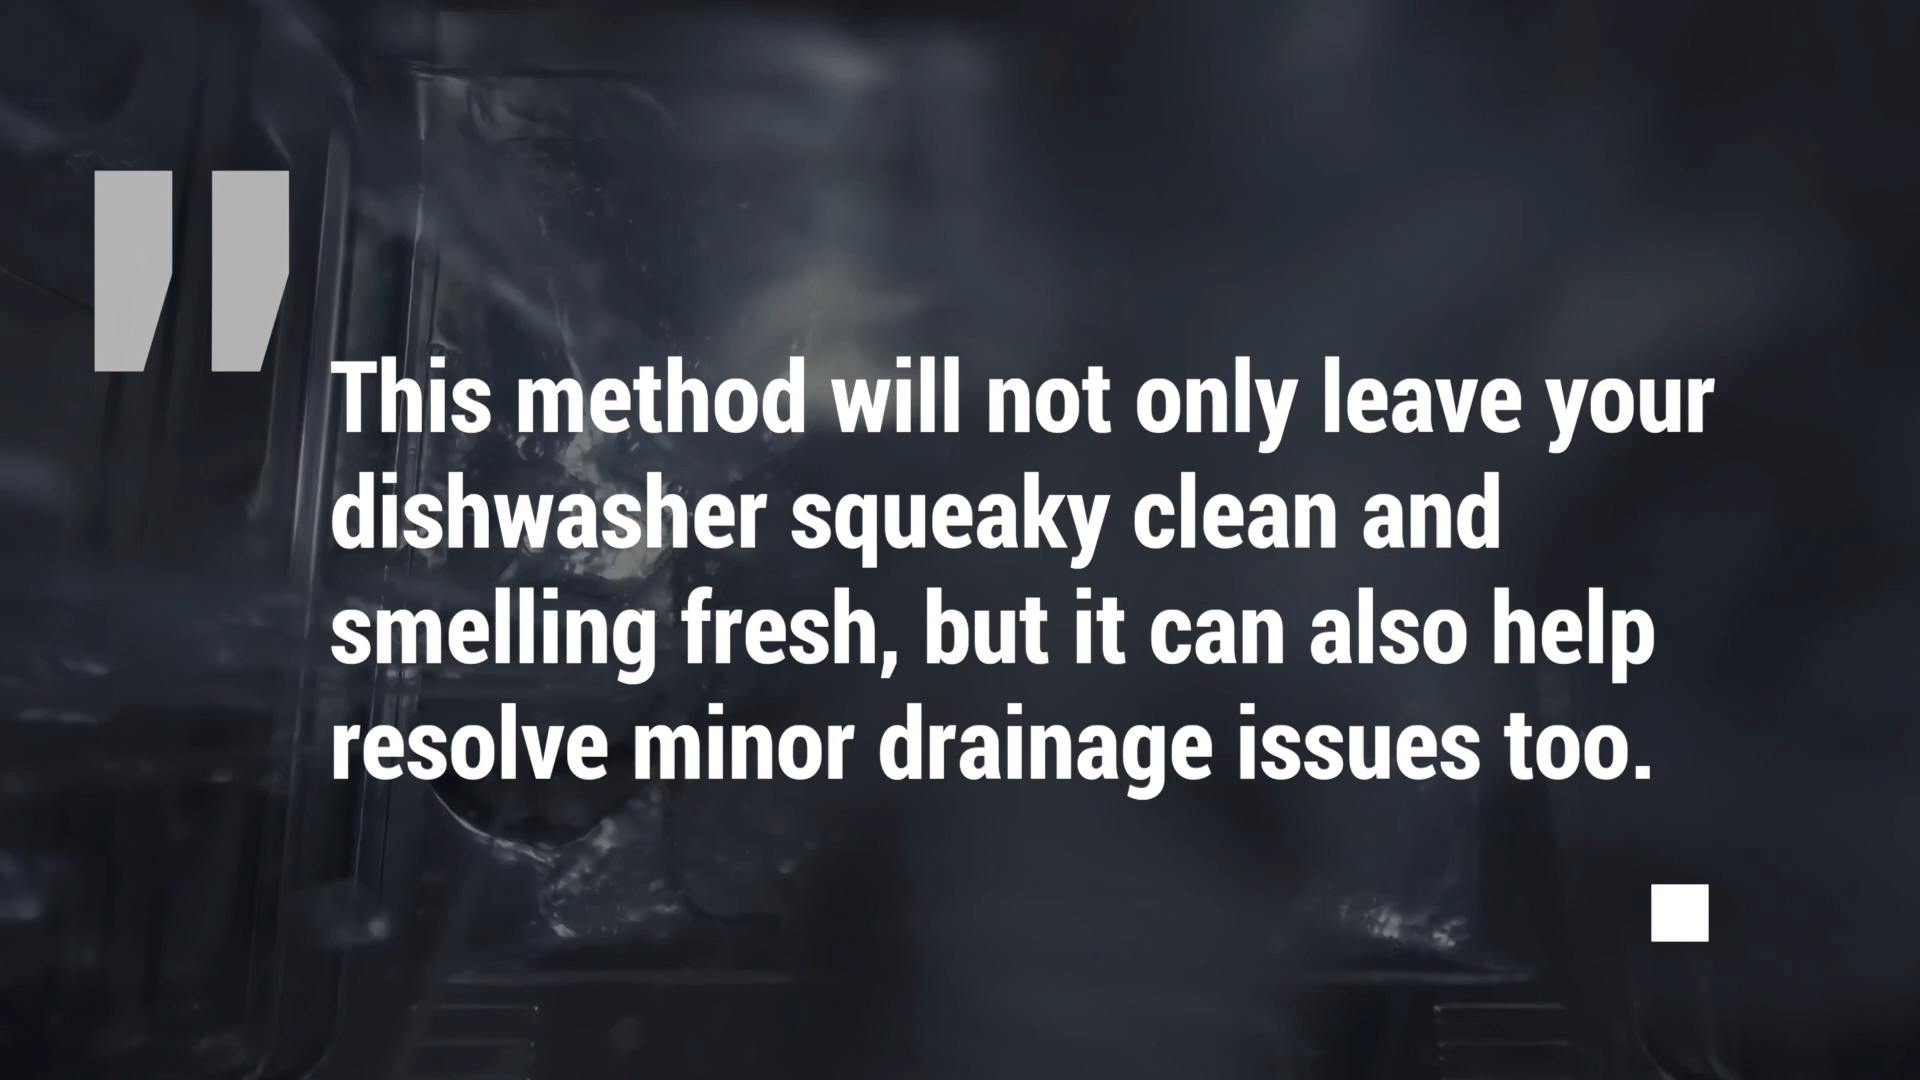 "
This method will not only leave your
dishwasher squeaky clean and
smelling fresh, but it can also help
resolve minor drainage issues too.